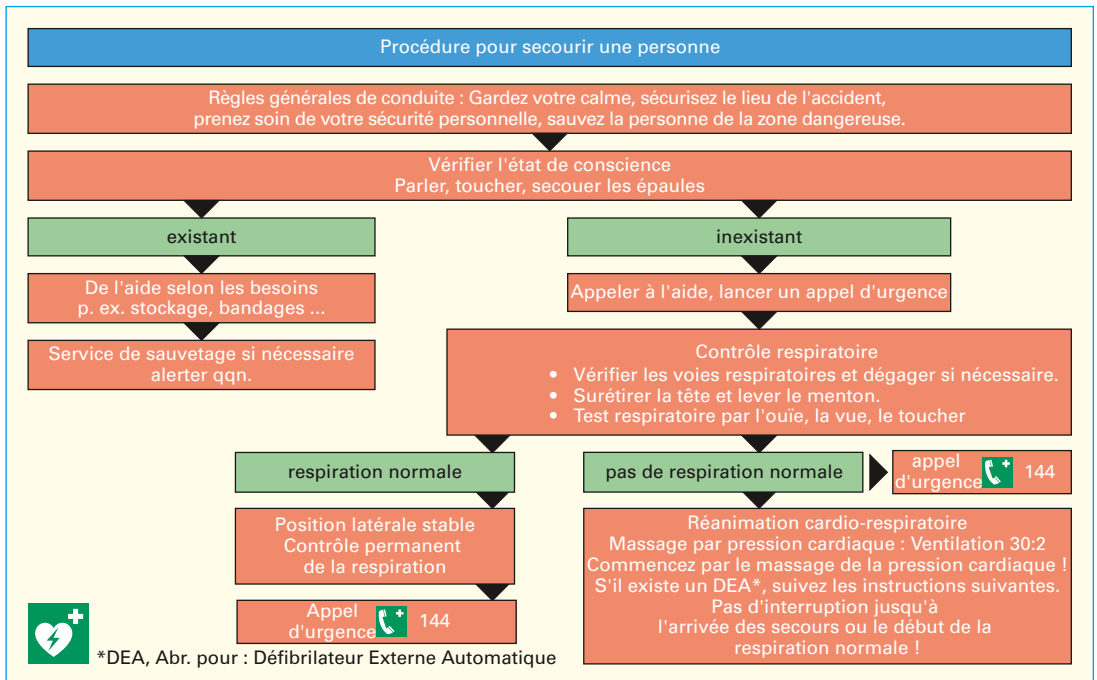 Procédure pour secourir une personne
Règles générales de conduite : Gardez votre calme, sécurisez le lieu de l'accident,
prenez soin de votre sécurité personnelle, sauvez la personne de la zone dangereuse.
Vérifier l'état de conscience
Parler, toucher, secouer les épaules
existant
inexistant
De l'aide selon les besoins
p. ex. stockage, bandages ...
Appeler à l'aide, lancer un appel d'urgence
Service de sauvetage si nécessaire
alerter qqn.
Contrôle respiratoire
• Vérifier les voies respiratoires et dégager si nécessaire.
• Surétirer la tête et lever le menton.
• Test respiratoire par l'ouïe, la vue, le toucher
respiration normale
pas de respiration normale
appel
d'urgence 144
Position latérale stable
Contrôle permanent
de la respiration
Appel
d'urgence 144
Réanimation cardio-respiratoire
Massage par pression cardiaque : Ventilation 30:2
Commencez par le massage de la pression cardiaque !
S'il existe un DEA*, suivez les instructions suivantes.
Pas d'interruption jusqu'à
l'arrivée des secours ou le début de la
respiration normale !
*DEA, Abr. pour : Défibrilateur Externe Automatique